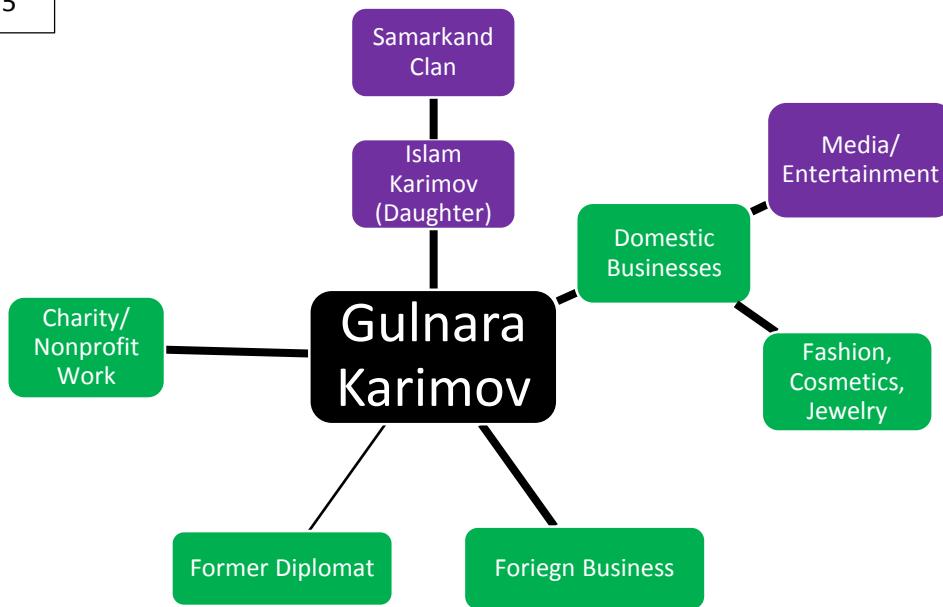 5
Samarkand
Clan
Islam
Karimov
(Daughter)
Media/
Entertainment
Domestic
Businesses
Gulnara
Karimov
Charity/
Nonprofit
Work
Fashion,
Cosmetics,
Jewelry
Former Diplomat
Foriegn Business